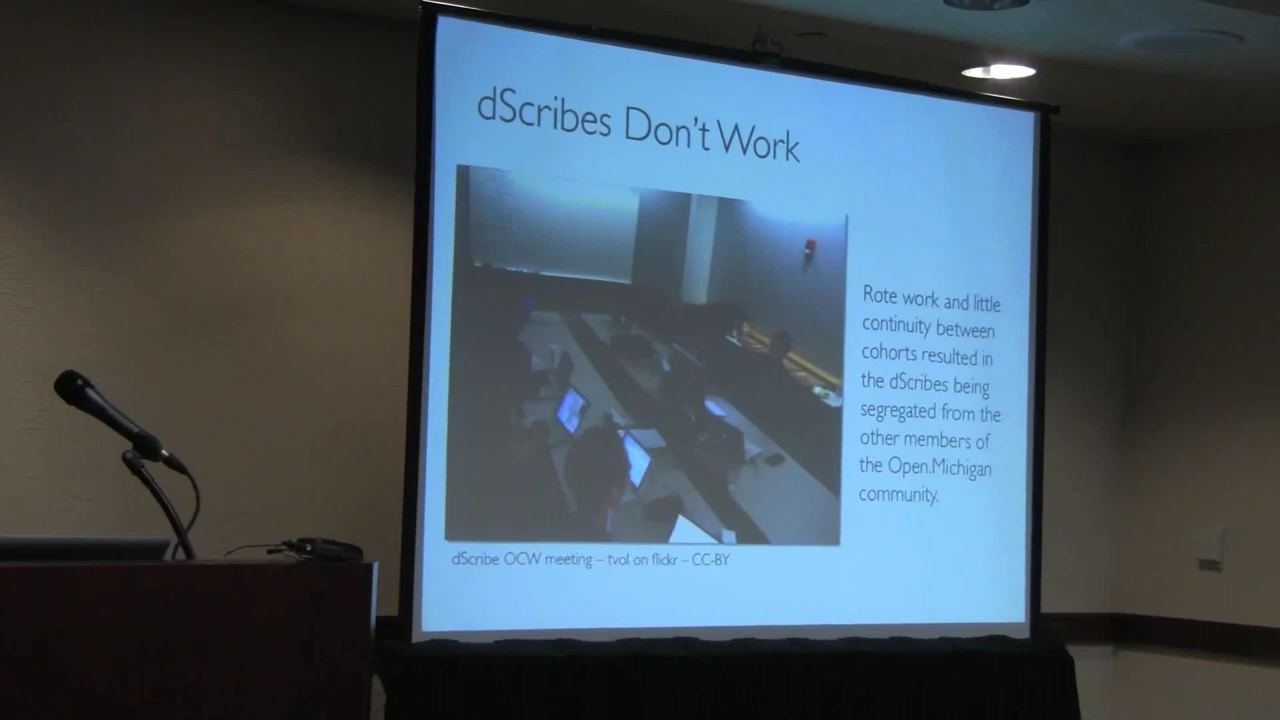 dScribes Don't Work
Rote work and little
continuity between
cohorts resulted in
the dScribes being
segregated from the
other members of
the Open.Michigan
community.
dScribe OCW meeting – tvol on flickr – CC-BY